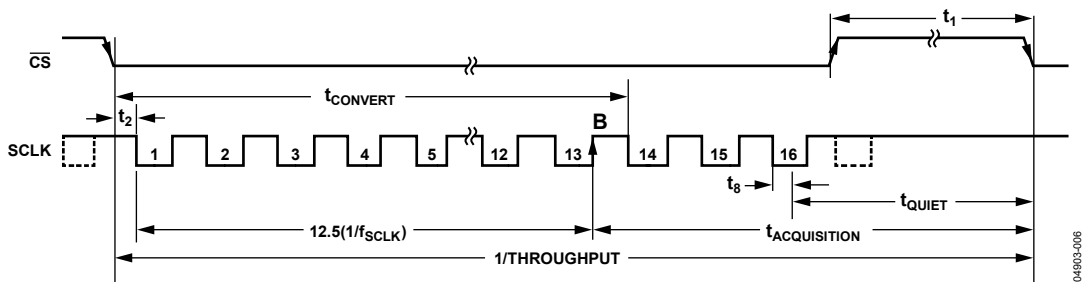 t1
CS
tCONVERT
t2
B
SCLK
1 2 3 4 5 12 13 14 15 16
t8
tQUIET
12.5(1/fSCLK)
tACQUISITION
1/THROUGHPUT
04903-006